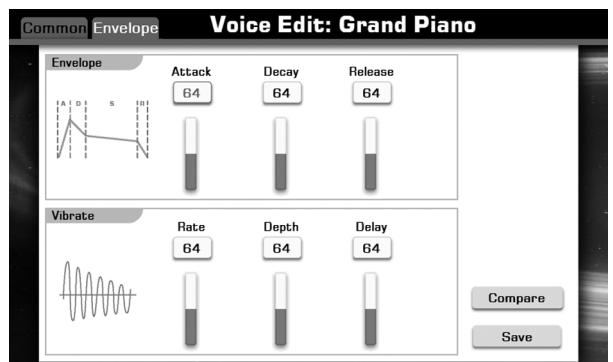 Common Envelope Voice Edit: Grand Piano
Envelope
Attack Decay Release
64 64 64
A D S R
Vibrate
Rate Depth Delay
64 64 64
Compare
Save